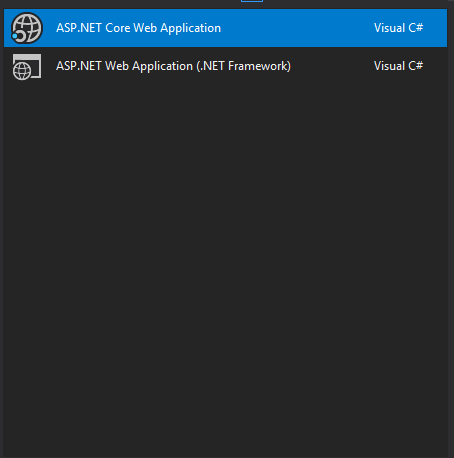 ASP.NET Core Web Application Visual C#
ASP.NET Web Application (.NET Framework) Visual C#